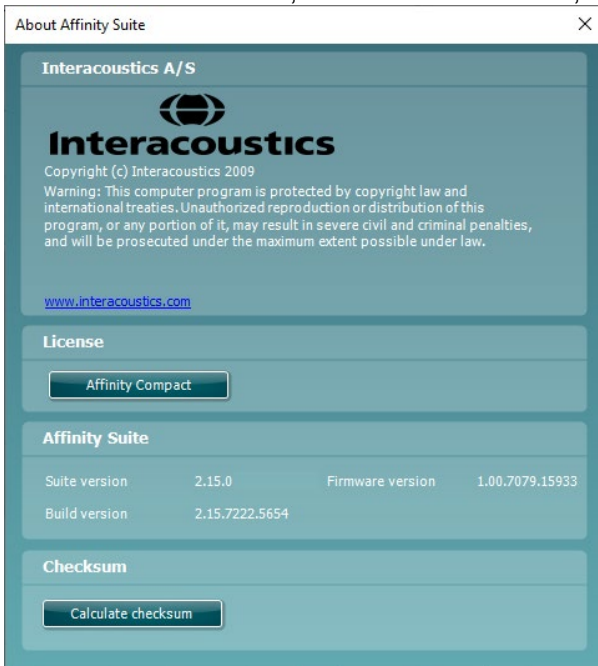 About Affinity Suite
Interacoustics A/S
Interacoustics
Copyright (c) Interacoustics 2009
Warning: This computer program is protected by copyright law and
international treaties. Unauthorized reproduction or distribution of this
program, or any portion of it, may result in severe civil and criminal penalties,
and will be prosecuted under the maximum extent possible under law.
www.interacoustics.com
License
Affinity Compact
Affinity Suite
Suite version 2.15.0 Firmware version 1.00.7079.15933
Build version 2.15.7222.5654
Checksum
Calculate checksum